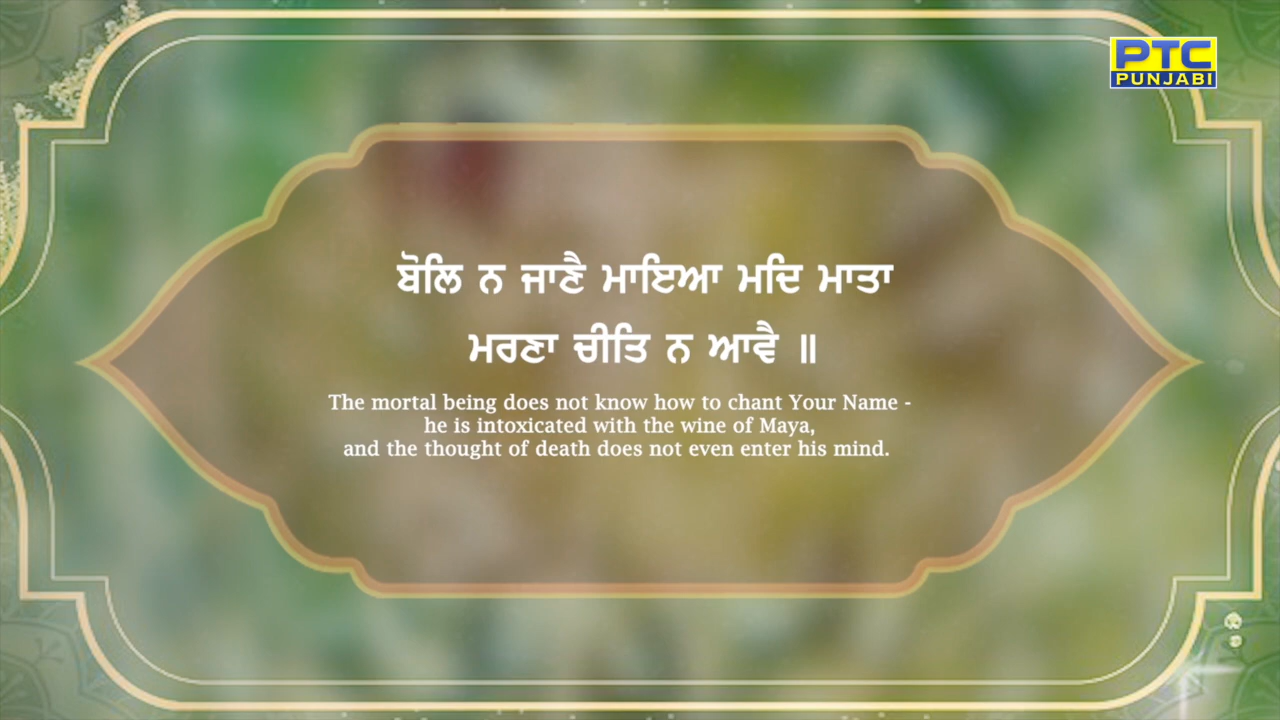 PTC
PUNJABI
ਬੋਲਿ ਨ ਜਾਣੈ ਮਾਇਆ ਮਦਿ ਮਾਤਾ
ਮਰਣਾ ਚੀਤਿ ਨ ਆਵੈ ॥
The mortal being does not know how to chant Your Name -
he is intoxicated with the wine of Maya,
and the thought of death does not even enter his mind.